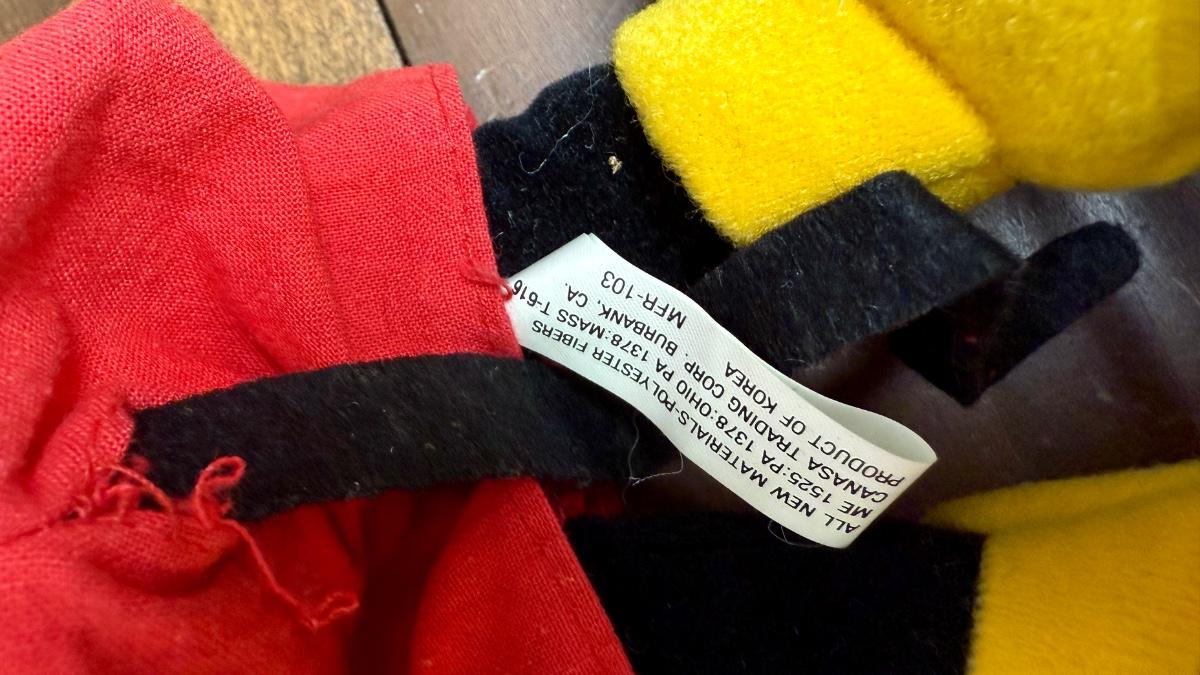 ALL NEW MATERIALS-POLYESTER FIBERS
ME 1525:PA 1378:OHIO PA 1378:MASS T-616
CANASA TRADING CORP. BURBANK, CA.
PRODUCT OF KOREA MFR-103